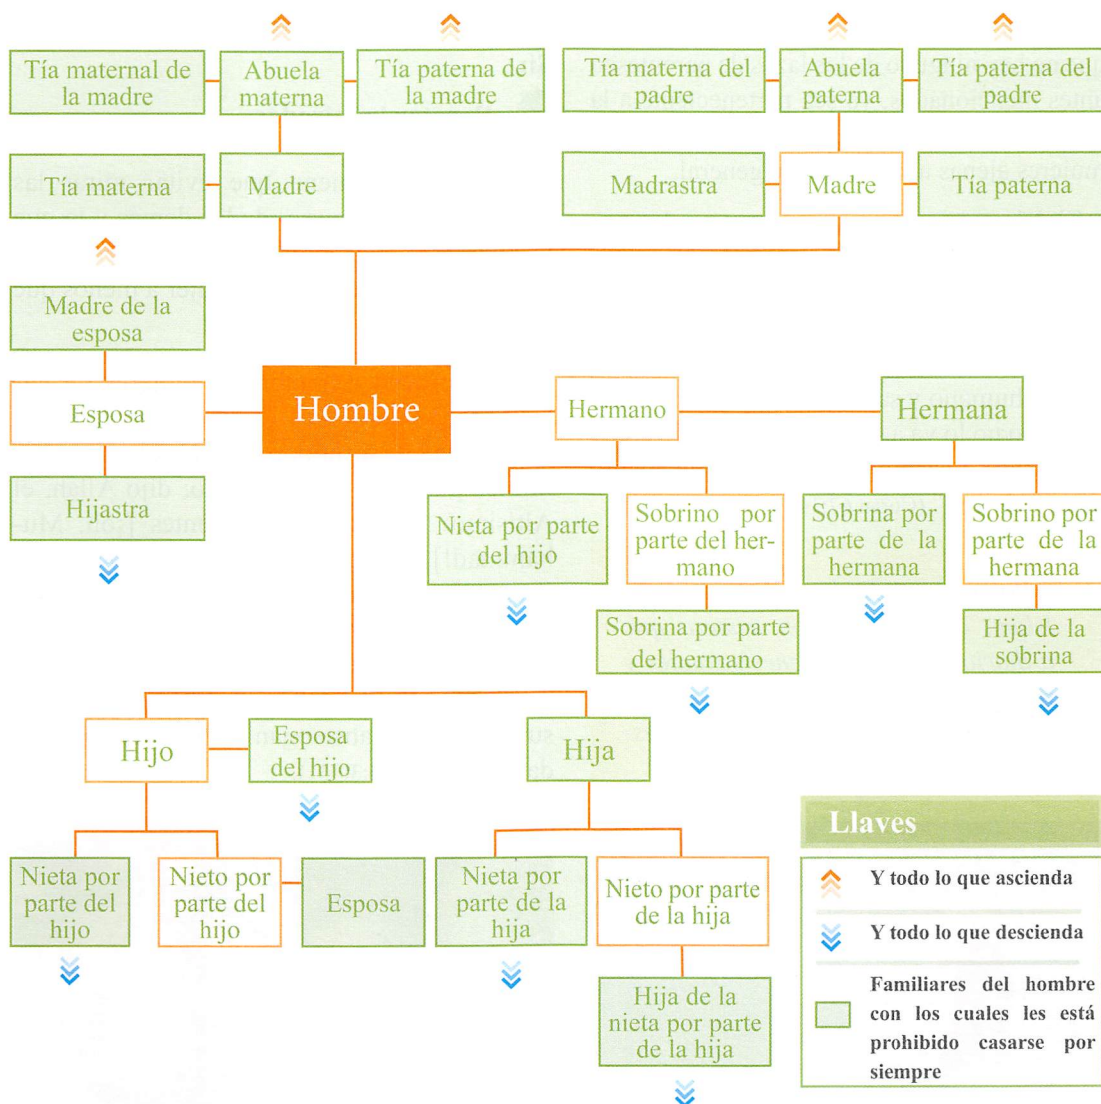 Tía maternal de
la madre
Abuela
materna
Tía paterna de
la madre
Tía materna del
padre
Abuela
paterna
Tía paterna del
padre
Tía materna
Madre
Madrastra
Madre
Tía paterna
Madre de la
esposa
Esposa
Hombre
Hermano
Hermana
Hijastra
Nieta por parte
del hijo
Sobrino por
parte del her-
mano
Sobrina por
parte de la
hermana
Sobrino por
parte de la
hermana
Sobrina por parte
del hermano
Hija de la
sobrina
Hijo
Esposa
del hijo
Hija
Nieta por
parte del
hijo
Nieto por
parte del
hijo
Esposa
Nieta por
parte de la
hija
Nieto por parte
de la hija
Hija de la
nieta por parte
de la hija
Llaves
Y todo lo que ascienda
Y todo lo que descienda
Familiares del hombre
con los cuales les está
prohibido casarse por
siempre